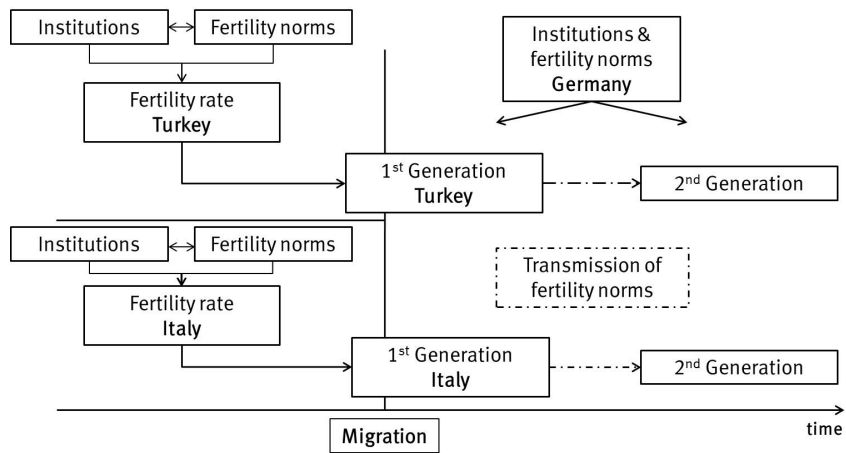 Institutions
Fertility norms
Fertility rate
Turkey
Institutions &
fertility norms
Germany
1st Generation
Turkey
2nd Generation
Institutions
Fertility norms
Fertility rate
Italy
Transmission of
fertility norms
1st Generation
Italy
2nd Generation
time
Migration